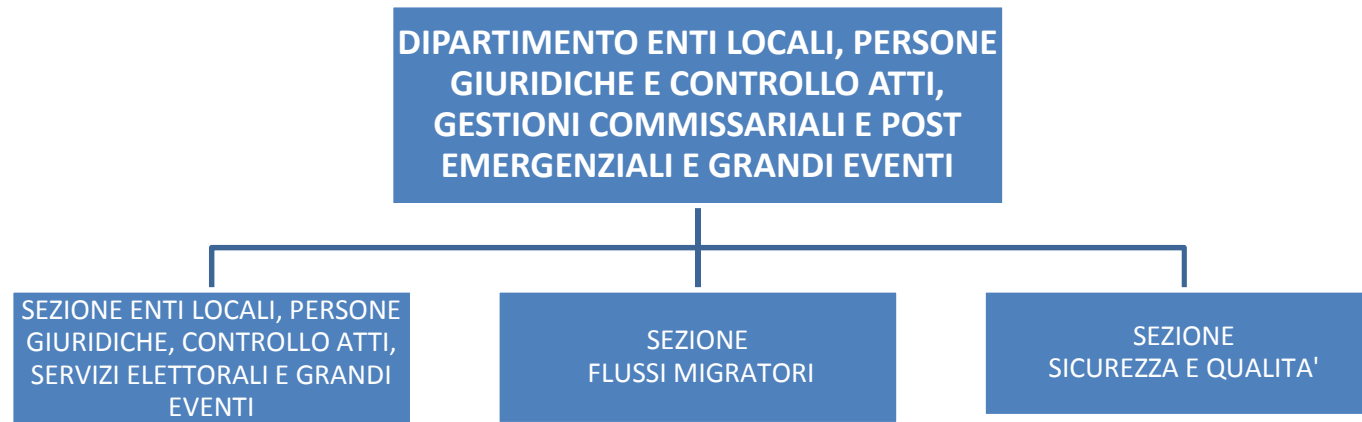 DIPARTIMENTO ENTI LOCALI, PERSONE
GIURIDICHE E CONTROLLO ATTI,
GESTIONI COMMISSARIALI E POST
EMERGENZIALI E GRANDI EVENTI
SEZIONE ENTI LOCALI, PERSONE
GIURIDICHE, CONTROLLO ATTI,
SERVIZI ELETTORALI E GRANDI
EVENTI
SEZIONE
FLUSSI MIGRATORI
SEZIONE
SICUREZZA E QUALITA'